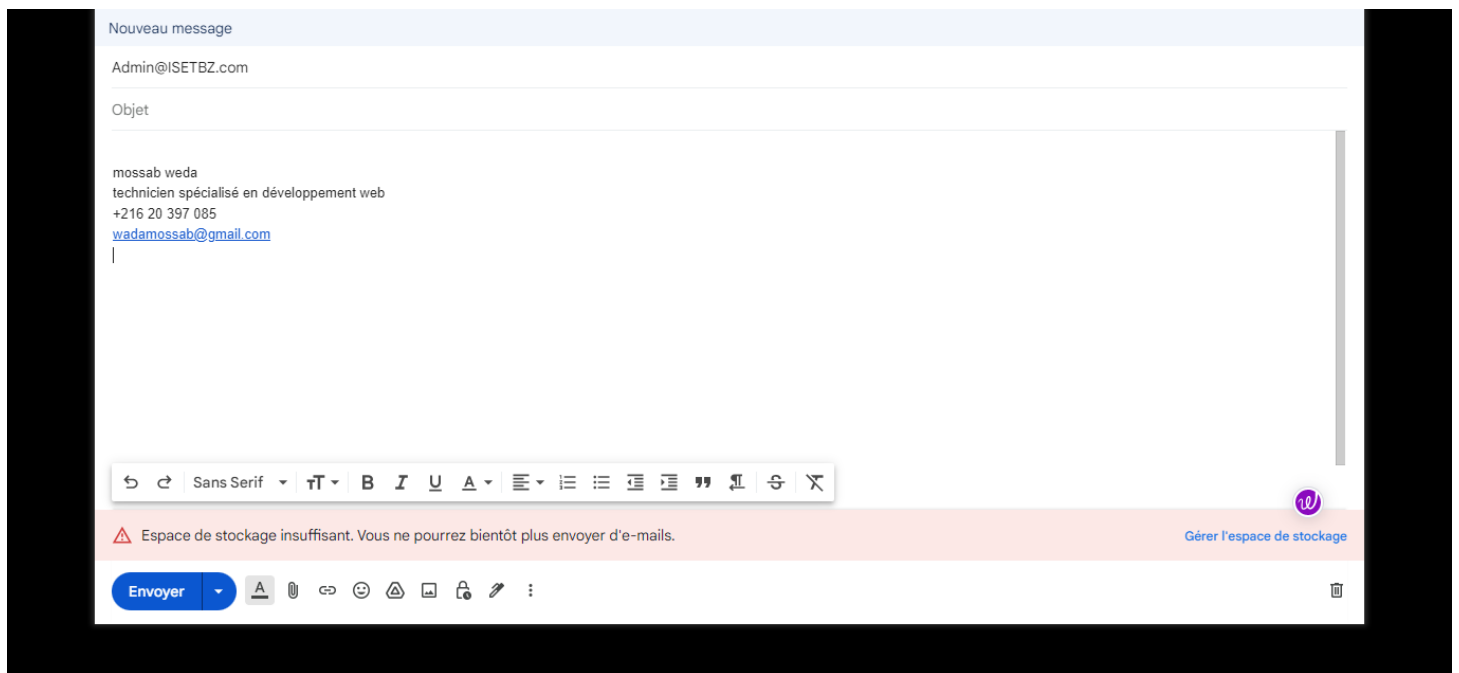 Nouveau message
Admin@ISETBZ.com
Objet
mossab weda
technicien spécialisé en développement web
+216 20 397 085
wadamossab@gmail.com
Sans Serif
Espace de stockage insuffisant. Vous ne pourrez bientôt plus envoyer d'e-mails. Gérer l'espace de stockage
Envoyer